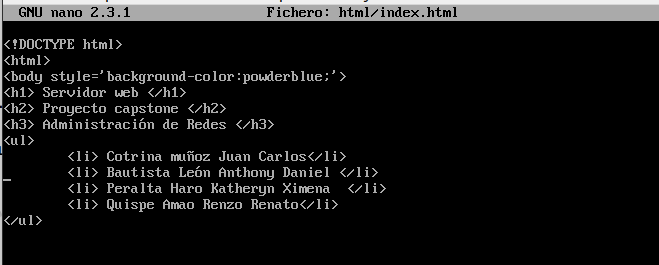 GNU nano 2.3.1 Fichero: html/index.html
<!DOCTYPE html>
<html>
<body style='background-color:powderblue;'>
<h1> Servidor web </h1>
<h2> Proyecto capstone </h2>
<h3> Administración de Redes </h3>
<ul>
<li> Cotrina muñoz Juan Carlos</li>
<li> Bautista León Anthony Daniel </li>
<li> Peralta Haro Katheryn Ximena  </li>
<li> Quispe Amao Renzo Renato</li>
</ul>